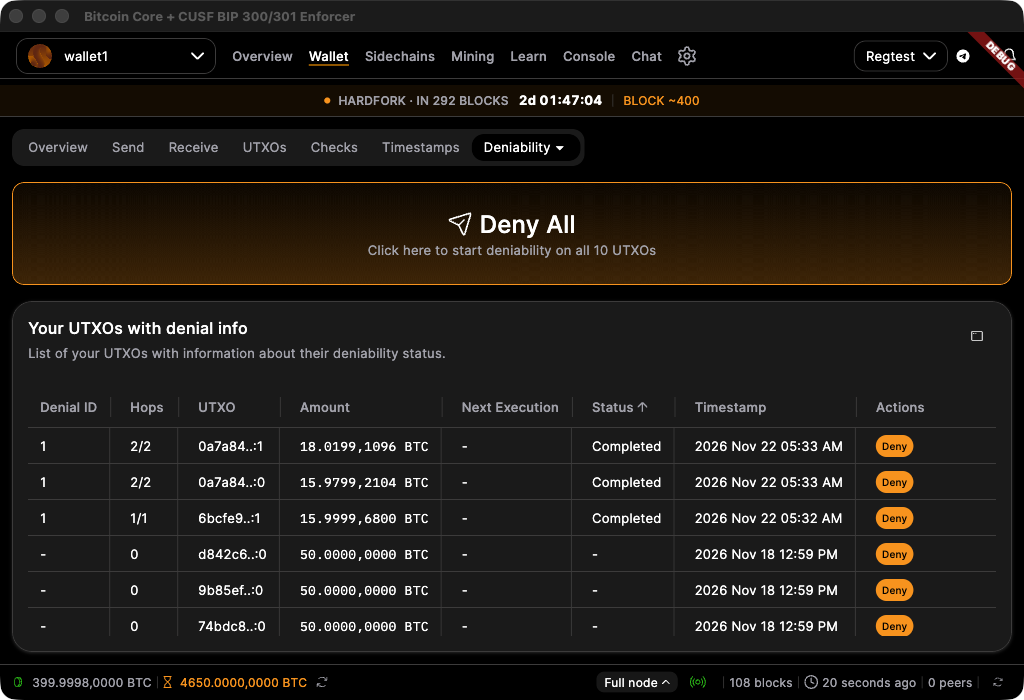 Bitcoin Core + CUSF BIP 300/301 Enforcer
wallet1 Overview Wallet Sidechains Mining Learn Console Chat Regtest DEBUG
HARDFORK · IN 292 BLOCKS 2d 01:47:04 BLOCK ~400
Overview Send Receive UTXOs Checks Timestamps Deniability
Deny All
Click here to start deniability on all 10 UTXOs
Your UTXOs with denial info
List of your UTXOs with information about their deniability status.
Denial ID Hops UTXO Amount Next Execution Status ↑ Timestamp Actions
1 2/2 0a7a84..:1 18.0199,1096 BTC - Completed 2026 Nov 22 05:33 AM Deny
1 2/2 0a7a84..:0 15.9799,2104 BTC - Completed 2026 Nov 22 05:33 AM Deny
1 1/1 6bcfe9..:1 15.9999,6800 BTC - Completed 2026 Nov 22 05:32 AM Deny
- 0 d842c6..:0 50.0000,0000 BTC - - 2026 Nov 18 12:59 PM Deny
- 0 9b85ef..:0 50.0000,0000 BTC - - 2026 Nov 18 12:59 PM Deny
- 0 74bdc8..:0 50.0000,0000 BTC - - 2026 Nov 18 12:59 PM Deny
399.9998,0000 BTC 4650.0000,0000 BTC Full node 108 blocks 20 seconds ago 0 peers